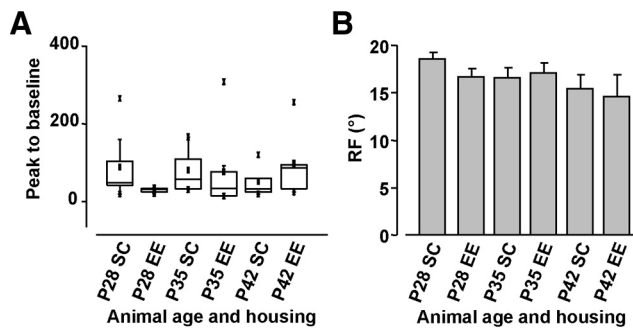 A
Peak to baseline
400
200
0
P28 SC
P28 EE
P35 SC
P35 EE
P42 SC
P42 EE
Animal age and housing
B
RF (°)
20
15
10
5
0
P28 SC
P28 EE
P35 SC
P35 EE
P42 SC
P42 EE
Animal age and housing